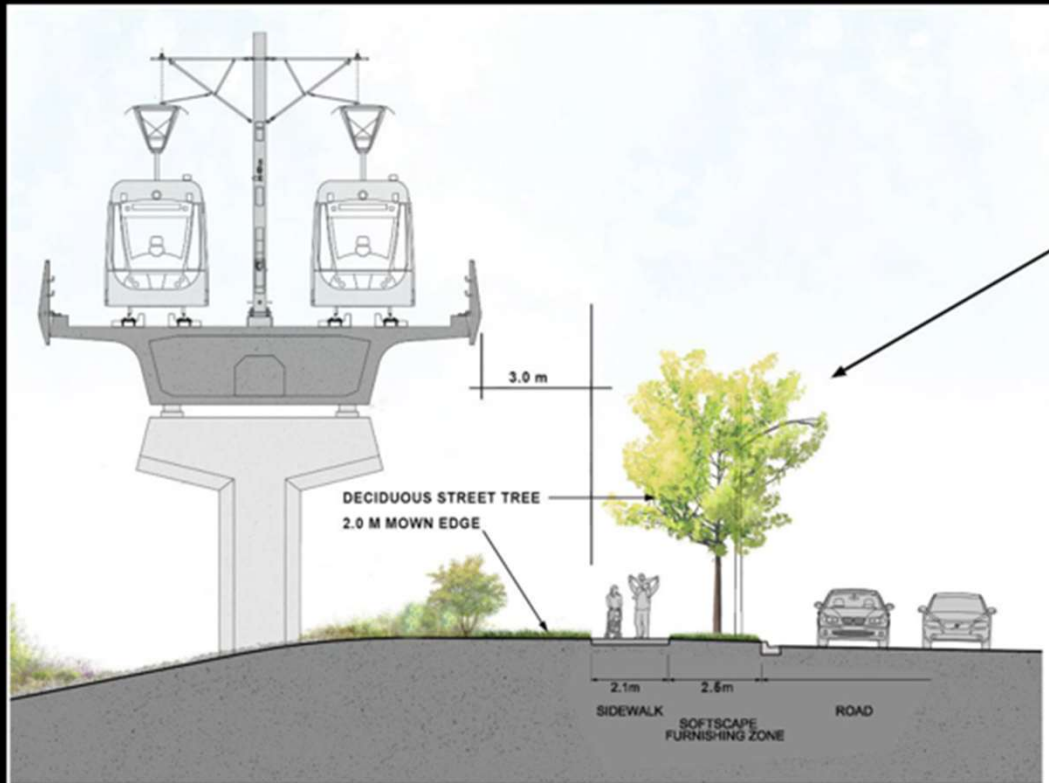 3.0 m
DECIDUOUS STREET TREE
2.0 M MOWN EDGE
2.1m
2.5m
SIDEWALK
SOFTSCAPE
FURNISHING ZONE
ROAD